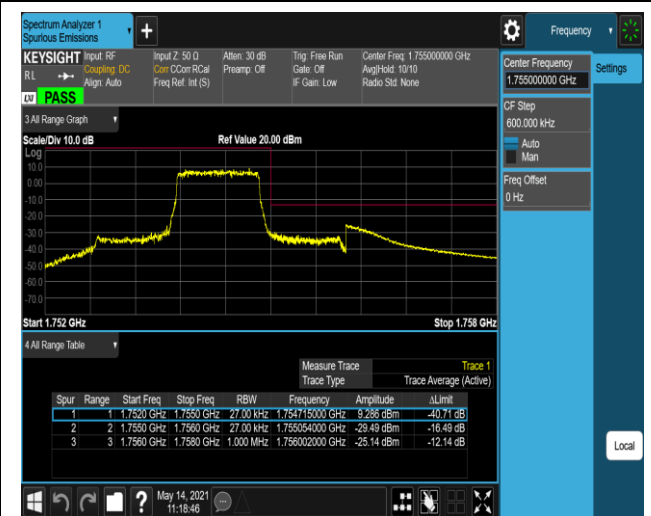 Spectrum Analyzer 1
Spurious Emissions
+
Frequency
KEYSIGHT Input: RF Input Z: 50 Ω Atten: 30 dB Trig: Free Run Center Freq: 1.755000000 GHz
RL Coupling: DC Corr CCorr RCal Preamp: Off Gate: Off Avg|Hold: 10/10
Align: Auto Freq Ref: Int (S) IF Gain: Low Radio Std: None
LXI PASS
Center Frequency
1.755000000 GHz
Settings
CF Step
600.000 kHz
Auto
Man
Freq Offset
0 Hz
3 All Range Graph
Scale/Div 10.0 dB Ref Value 20.00 dBm
Log
10.0
0.00
-10.0
-20.0
-30.0
-40.0
-50.0
-60.0
-70.0
Start 1.752 GHz Stop 1.758 GHz
4 All Range Table
Measure Trace Trace 1
Trace Type Trace Average (Active)
Spur Range Start Freq Stop Freq RBW Frequency Amplitude ΔLimit
1 1 1.7520 GHz 1.7550 GHz 27.00 kHz 1.754715000 GHz 9.286 dBm -40.71 dB
2 2 1.7550 GHz 1.7560 GHz 27.00 kHz 1.755054000 GHz -29.49 dBm -16.49 dB
3 3 1.7560 GHz 1.7580 GHz 1.000 MHz 1.756002000 GHz -25.14 dBm -12.14 dB
Local
? May 14, 2021
11:18:46